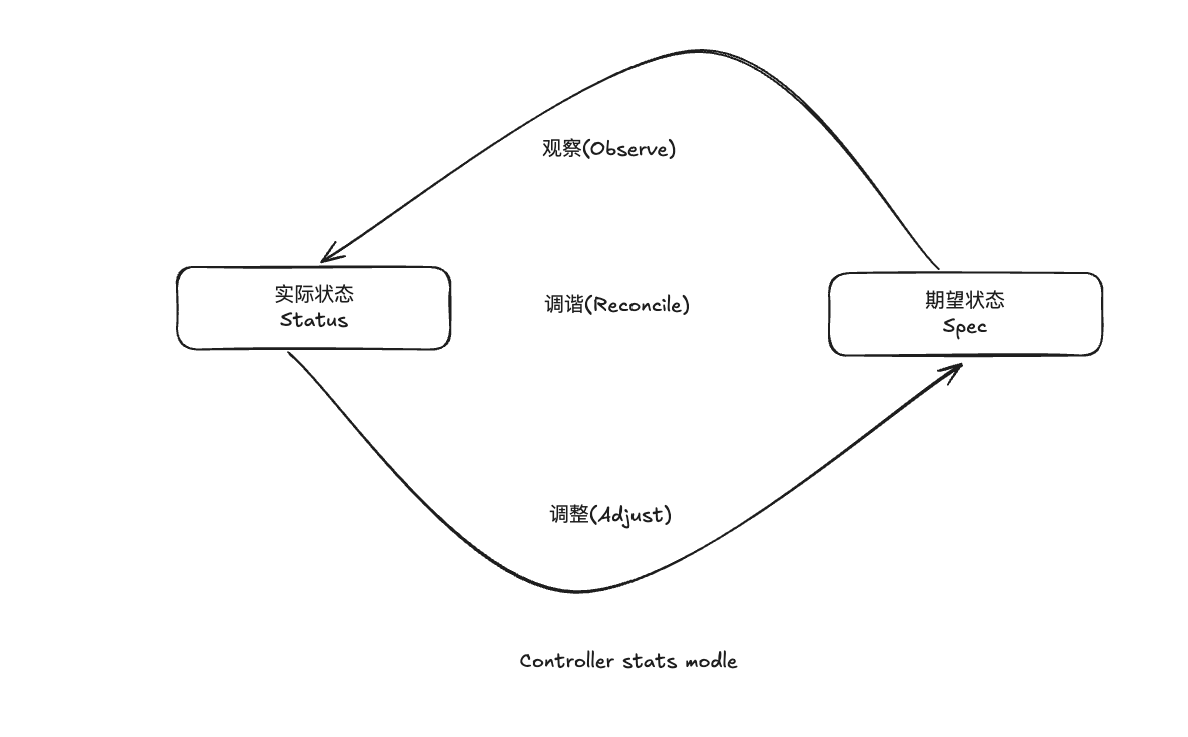 观察(Observe)
实际状态
Status
调谐(Reconcile)
期望状态
Spec
调整(Adjust)
Controller stats modle